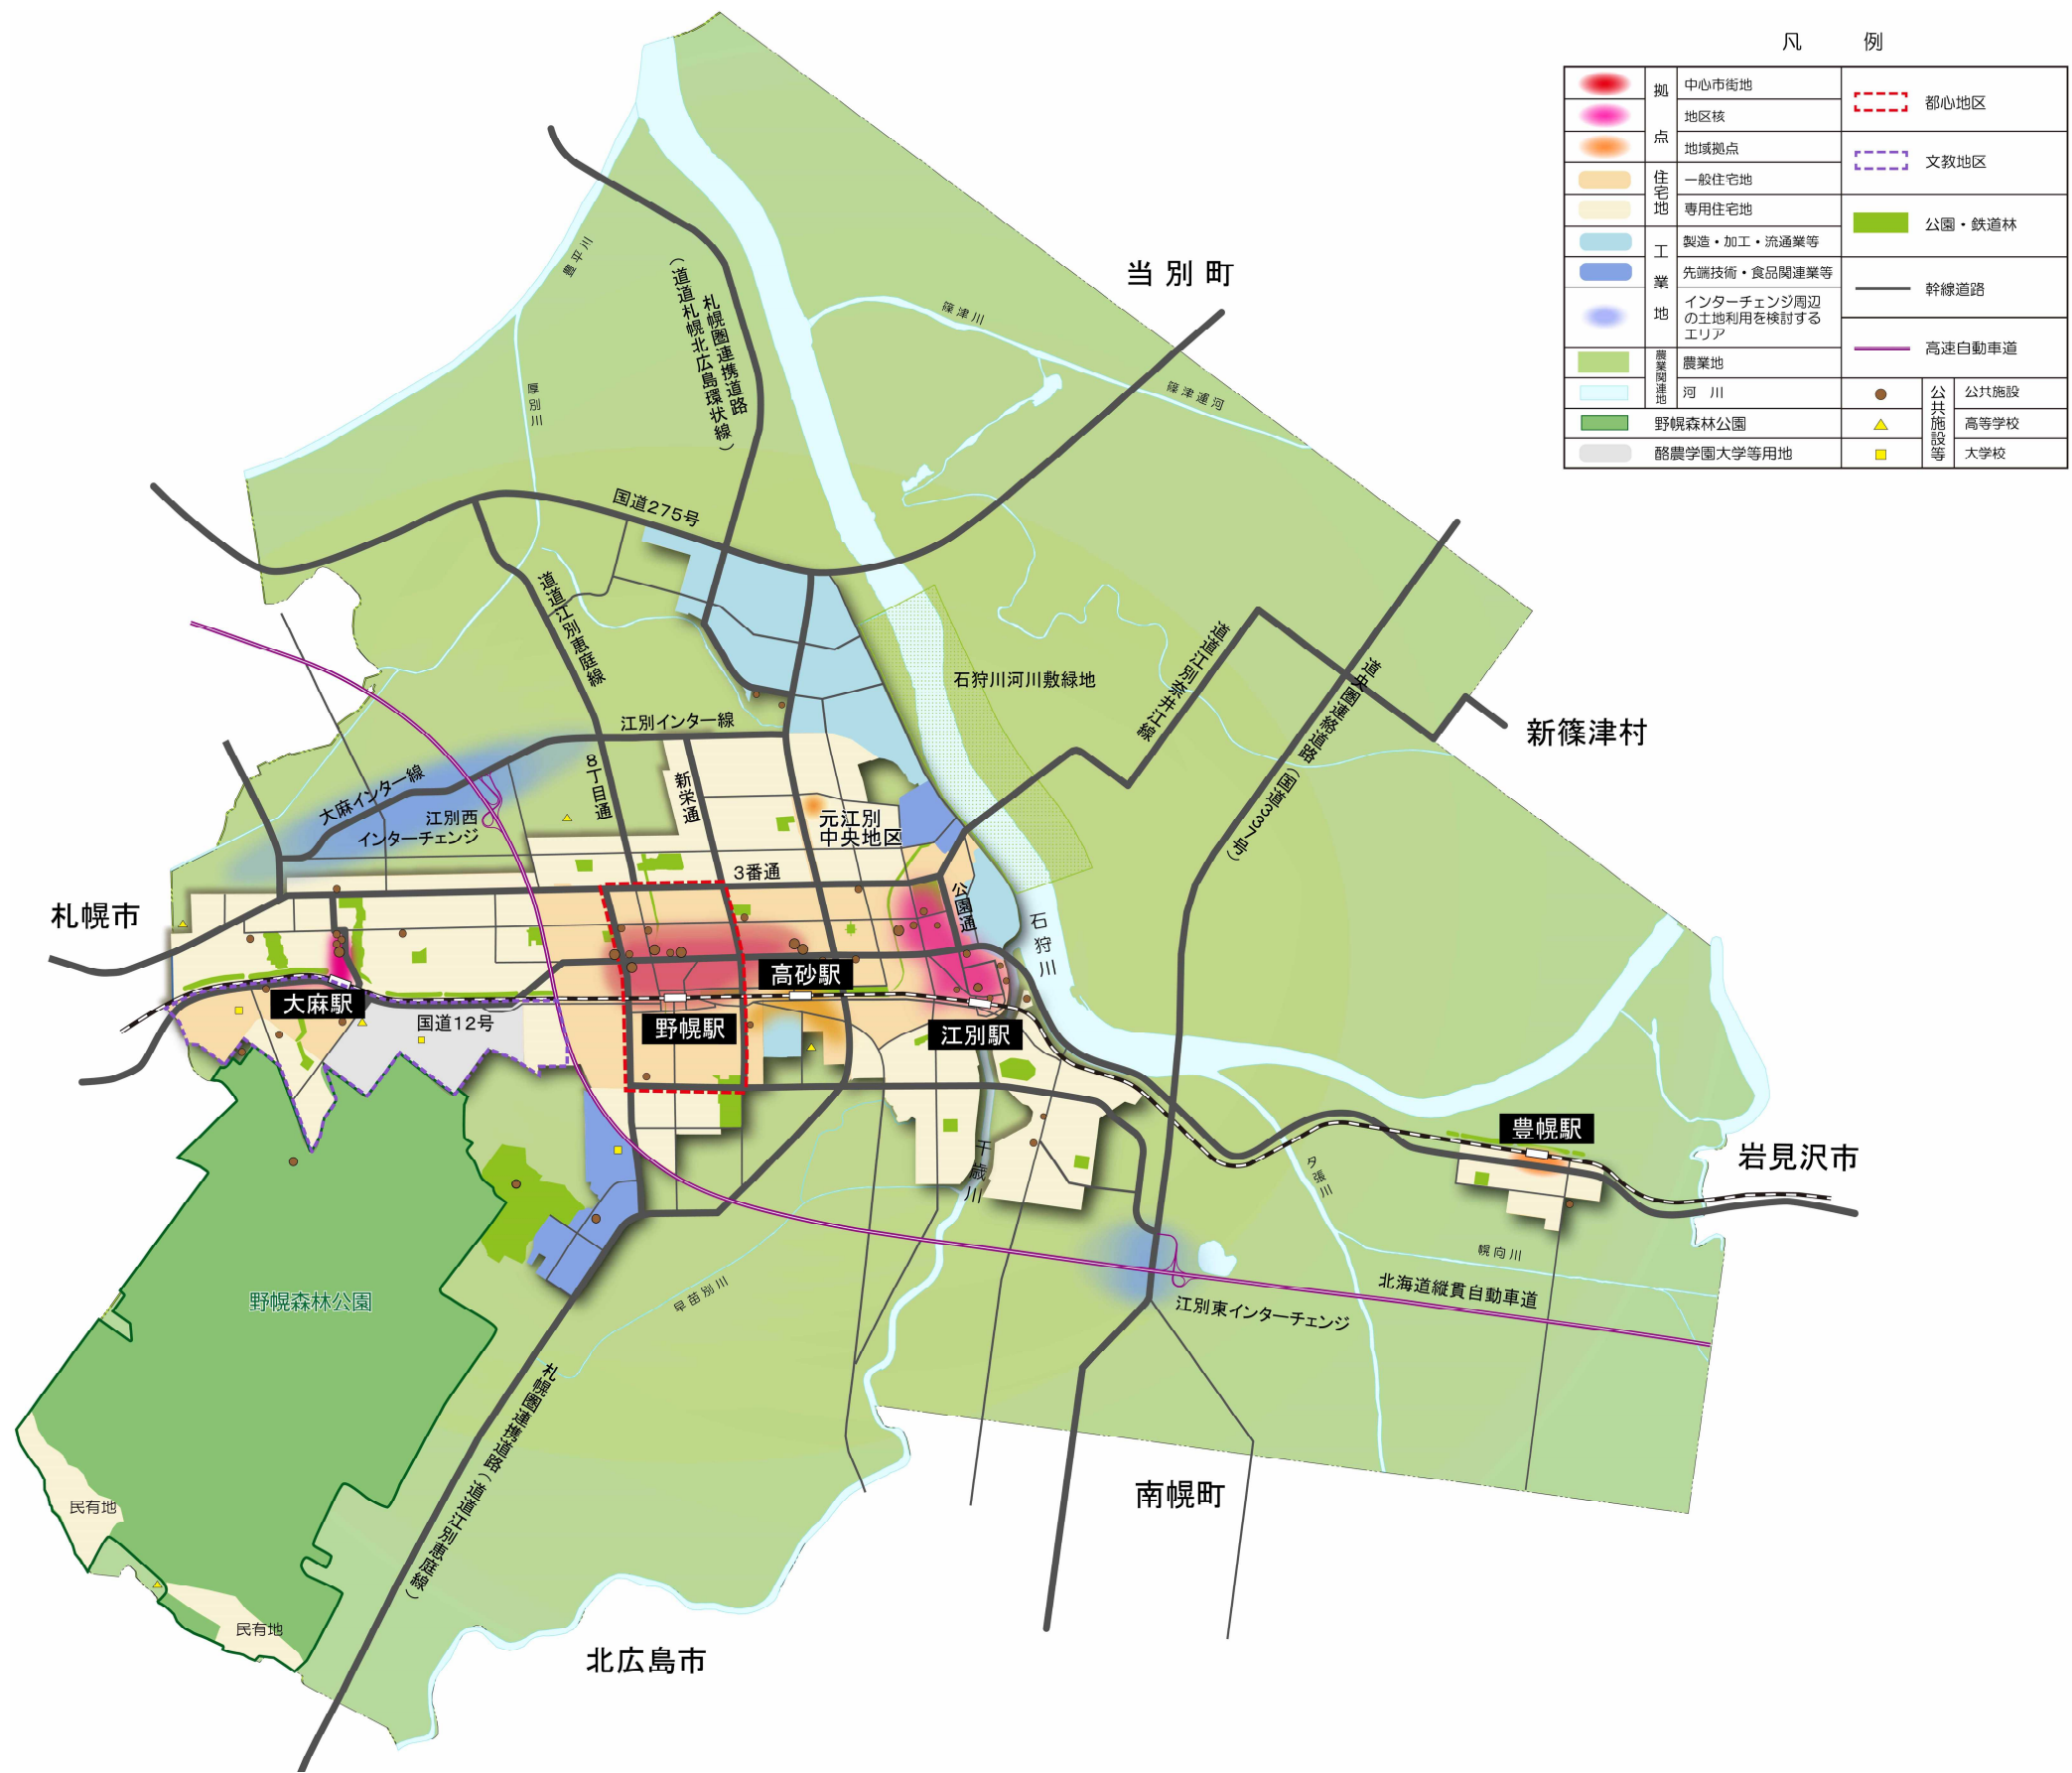 凡例
拠点
中心市街地
地区核
地域拠点
住宅地
一般住宅地
専用住宅地
工業地
製造・加工・流通業等
先端技術・食品関連業等
インターチェンジ周辺
の土地利用を検討する
エリア
農業関連地
農業地
河川
野幌森林公園
酪農学園大学等用地
都心地区
文教地区
公園・鉄道林
幹線道路
高速自動車道
公共施設等
公共施設
高等学校
大学校
豊平川
厚別川
札幌圏連携道路
(道道札幌北広島環状線)
当別町
篠津川
篠津運河
国道275号
道道江別恵庭線
石狩川河川敷緑地
道道江別奈井江線
道央圏連絡道路(国道337号)
新篠津村
江別インター線
8丁目通
新栄通
大麻インター線
江別西
インターチェンジ
元江別
中央地区
3番通
公園通
札幌市
石狩川
大麻駅
国道12号
高砂駅
野幌駅
江別駅
豊幌駅
岩見沢市
千歳川
夕張川
幌向川
北海道縦貫自動車道
江別東インターチェンジ
早苗別川
野幌森林公園
札幌圏連携道路(道道江別恵庭線)
民有地
民有地
南幌町
北広島市